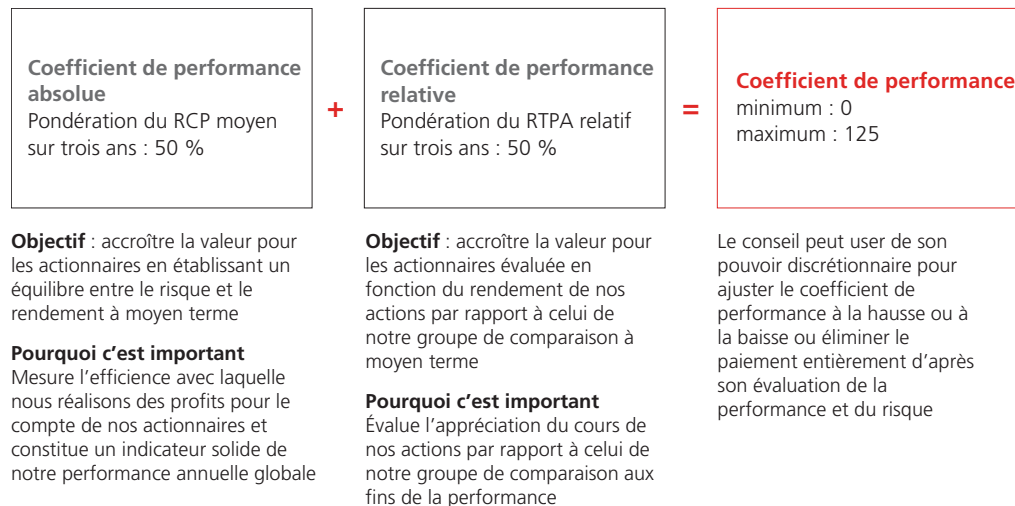 Coefficient de performance
absolue
Pondération du RCP moyen
sur trois ans : 50 %
+
Coefficient de performance
relative
Pondération du RTPA relatif
sur trois ans : 50 %
=
Coefficient de performance
minimum : 0
maximum : 125
Objectif : accroître la valeur pour
les actionnaires en établissant un
équilibre entre le risque et le
rendement à moyen terme
Pourquoi c’est important
Mesure l’efficience avec laquelle
nous réalisons des profits pour le
compte de nos actionnaires et
constitue un indicateur solide de
notre performance annuelle globale
Objectif : accroître la valeur pour
les actionnaires évaluée en
fonction du rendement de nos
actions par rapport à celui de
notre groupe de comparaison à
moyen terme
Pourquoi c’est important
Évalue l’appréciation du cours de
nos actions par rapport à celui de
notre groupe de comparaison aux
fins de la performance
Le conseil peut user de son
pouvoir discrétionnaire pour
ajuster le coefficient de
performance à la hausse ou à
la baisse ou éliminer le
paiement entièrement d’après
son évaluation de la
performance et du risque